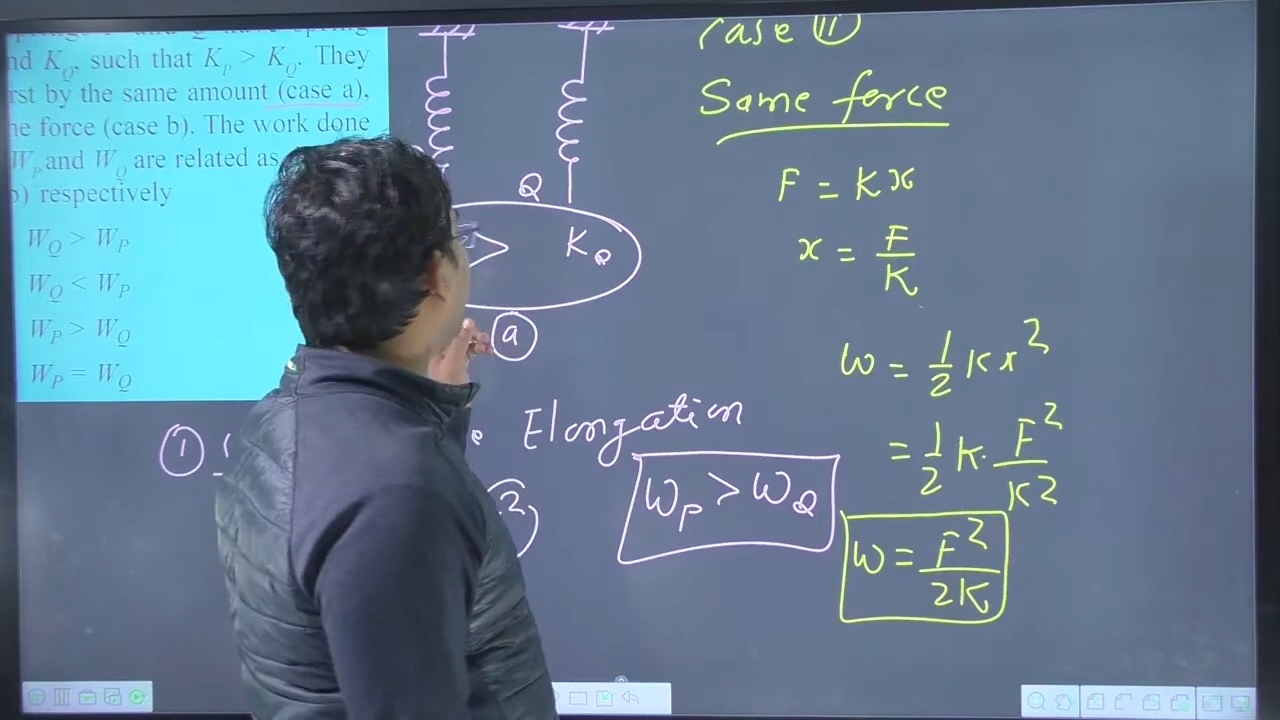 nd K_Q, such that K_P > K_Q. They
rst by the same amount (case a),
e force (case b). The work done
W_P and W_Q are related as
) respectively
W_Q > W_P
W_Q < W_P
W_P > W_Q
W_P = W_Q
Q
>
K_Q
a
① Elongation
2
W_P > W_Q
Case II
Same force
F = Kx
x = F/K
W = 1/2 Kx²
= 1/2 K. F²/K²
W = F²/2K